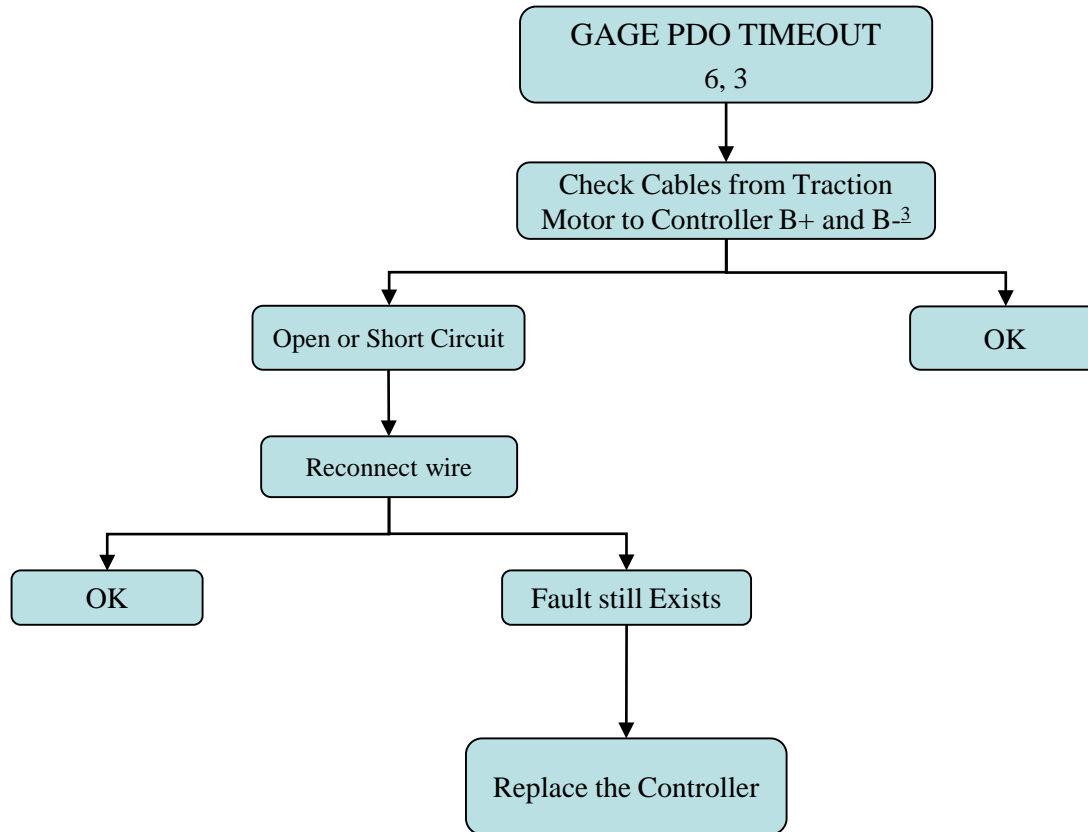 GAGE PDO TIMEOUT
6, 3
Check Cables from Traction
Motor to Controller B+ and B-3
Open or Short Circuit
OK
Reconnect wire
OK
Fault still Exists
Replace the Controller